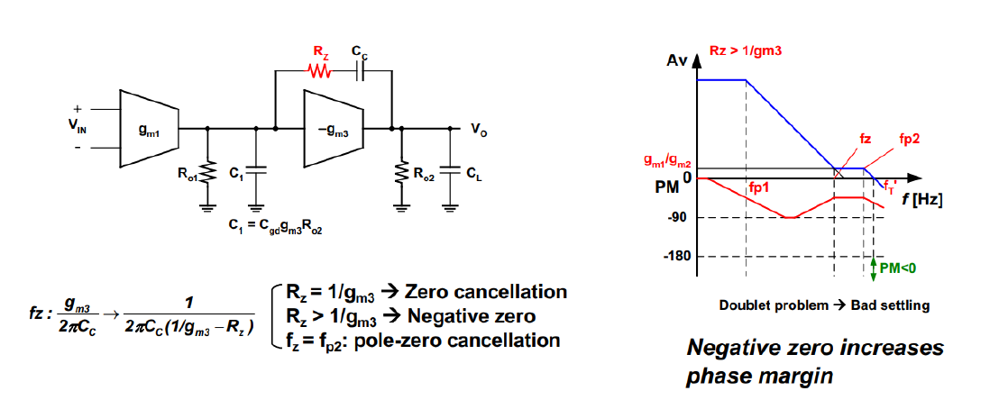 R_Z C_C
V_IN + − g_m1 −g_m3 V_O
R_o1 C_1 R_o2 C_L
C_1 = C_gd g_m3 R_o2
fz : g_m3 / 2πC_C → 1 / 2πC_C(1/g_m3 − R_z)
R_z = 1/g_m3 → Zero cancellation
R_z > 1/g_m3 → Negative zero
f_z = f_p2: pole-zero cancellation
Rz > 1/gm3
Av
fz fp2
g_m1/g_m2
0
PM fp1 f_T' f [Hz]
-90
-180
PM<0
Doublet problem → Bad settling
Negative zero increases
phase margin